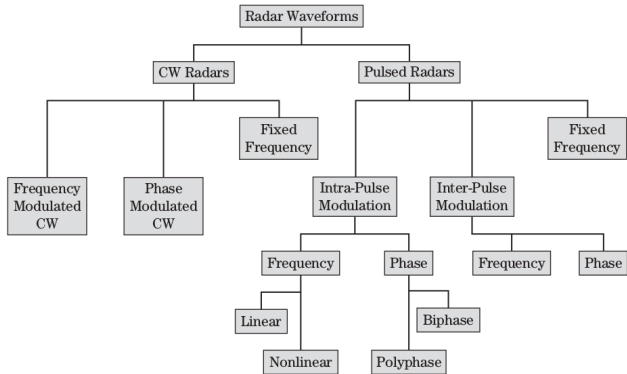 Radar Waveforms
CW Radars
Pulsed Radars
Fixed
Frequency
Fixed
Frequency
Frequency
Modulated
CW
Phase
Modulated
CW
Intra-Pulse
Modulation
Inter-Pulse
Modulation
Frequency
Phase
Frequency
Phase
Linear
Biphase
Nonlinear
Polyphase